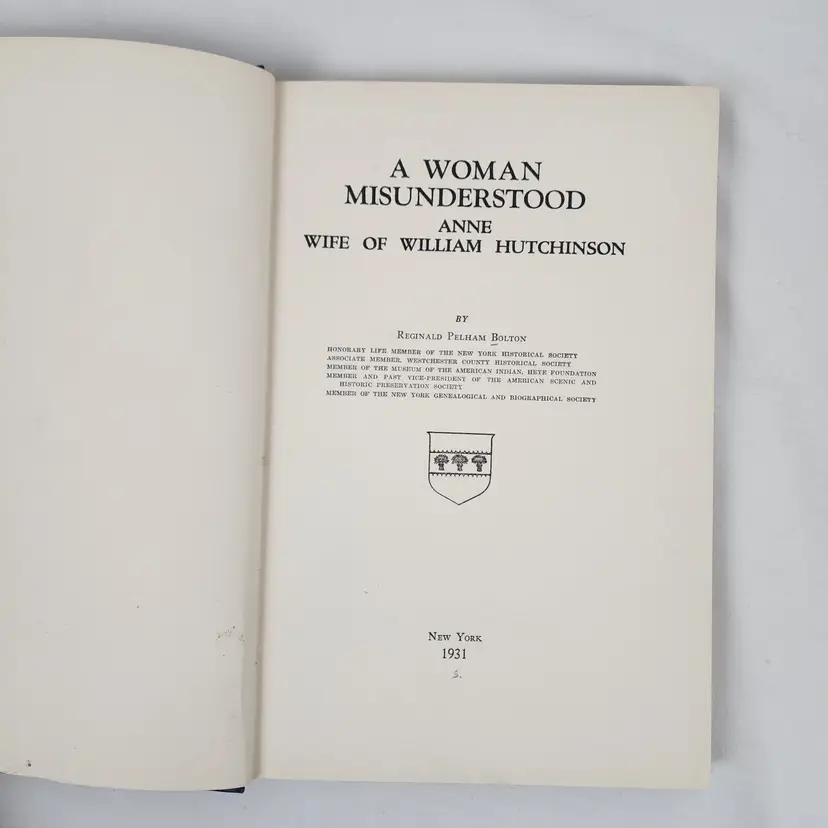 A WOMAN
MISUNDERSTOOD
ANNE
WIFE OF WILLIAM HUTCHINSON
BY
REGINALD PELHAM BOLTON
HONORARY LIFE MEMBER OF THE NEW YORK HISTORICAL SOCIETY
ASSOCIATE MEMBER, WESTCHESTER COUNTY HISTORICAL SOCIETY
MEMBER OF THE MUSEUM OF THE AMERICAN INDIAN, HEYE FOUNDATION
MEMBER AND PAST VICE-PRESIDENT OF THE AMERICAN SCENIC AND
HISTORIC PRESERVATION SOCIETY
MEMBER OF THE NEW YORK GENEALOGICAL AND BIOGRAPHICAL SOCIETY
NEW YORK
1931